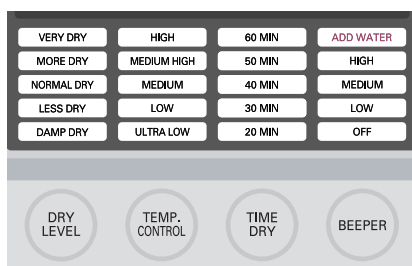 VERY DRY HIGH 60 MIN ADD WATER
MORE DRY MEDIUM HIGH 50 MIN HIGH
NORMAL DRY MEDIUM 40 MIN MEDIUM
LESS DRY LOW 30 MIN LOW
DAMP DRY ULTRA LOW 20 MIN OFF
DRY LEVEL TEMP. CONTROL TIME DRY BEEPER